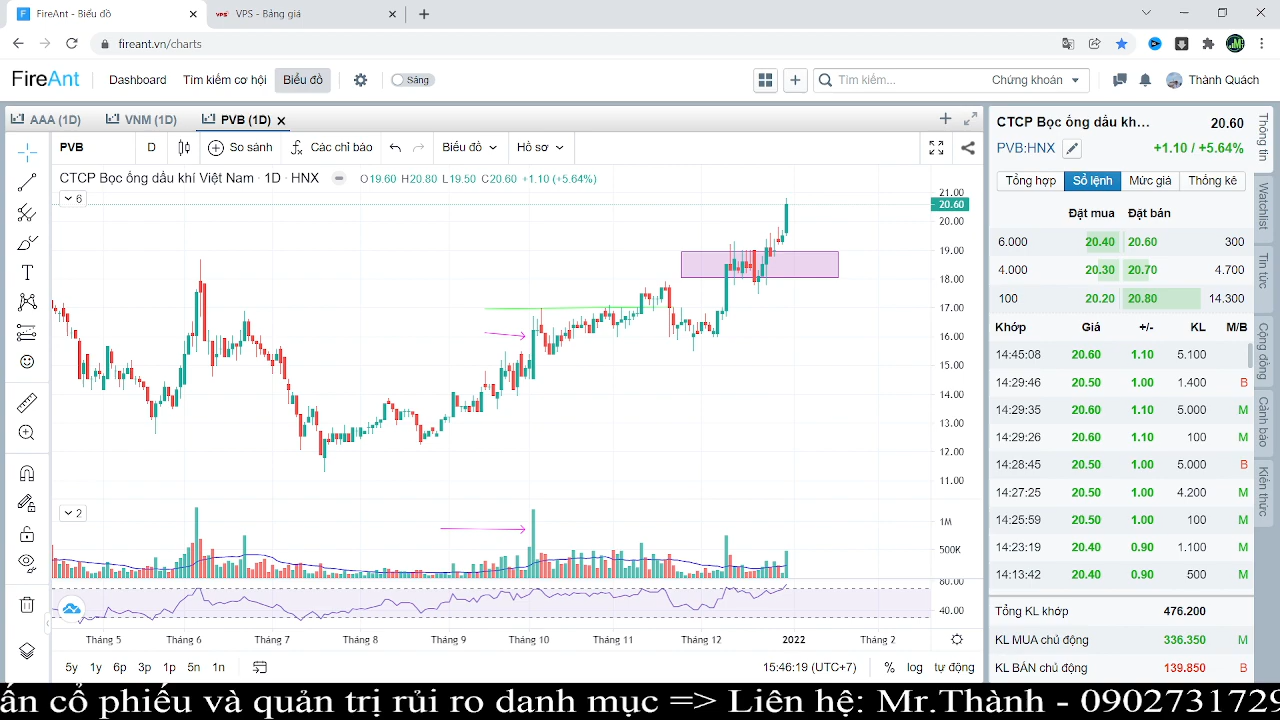 FireAnt - Biểu đồ
VPS - Bảng giá
fireant.vn/charts
FireAnt Dashboard Tìm kiếm cơ hội Biểu đồ Sáng Tìm kiếm... Chứng khoán Thành Quách
AAA (1D) VNM (1D) PVB (1D)
PVB D So sánh Các chỉ báo Biểu đồ Hồ sơ
CTCP Bọc ống dầu khí Việt Nam · 1D · HNX O19.60 H20.80 L19.50 C20.60 +1.10 (+5.64%)
6
21.00
20.60
20.00
19.00
18.00
17.00
16.00
15.00
14.00
13.00
12.00
11.00
2
1M
500K
80.00
40.00
Tháng 5 Tháng 6 Tháng 7 Tháng 8 Tháng 9 Tháng 10 Tháng 11 Tháng 12 2022 Tháng 2
5y 1y 6p 3p 1p 5n 1n 15:46:19 (UTC+7) % log tự động
CTCP Bọc ống dầu kh... 20.60
PVB:HNX +1.10 / +5.64%
Tổng hợp Sổ lệnh Mức giá Thống kê
Đặt mua Đặt bán
6.000 20.40 20.60 300
4.000 20.30 20.70 4.700
100 20.20 20.80 14.300
Khớp Giá +/- KL M/B
14:45:08 20.60 1.10 5.100
14:29:46 20.50 1.00 1.400 B
14:29:35 20.60 1.10 5.000 M
14:29:26 20.60 1.10 100 M
14:28:45 20.50 1.00 5.000 B
14:27:25 20.50 1.00 4.200 M
14:25:59 20.50 1.00 100 M
14:23:19 20.40 0.90 1.100 M
14:13:42 20.40 0.90 500 M
Tổng KL khớp 476.200
KL MUA chủ động 336.350 M
KL BÁN chủ động 139.850 B
Thông tin
Watchlist
Tin tức
Cộng đồng
Cảnh báo
Kiến thức
ấn cổ phiếu và quản trị rủi ro danh mục => Liên hệ: Mr.Thành - 0902731729